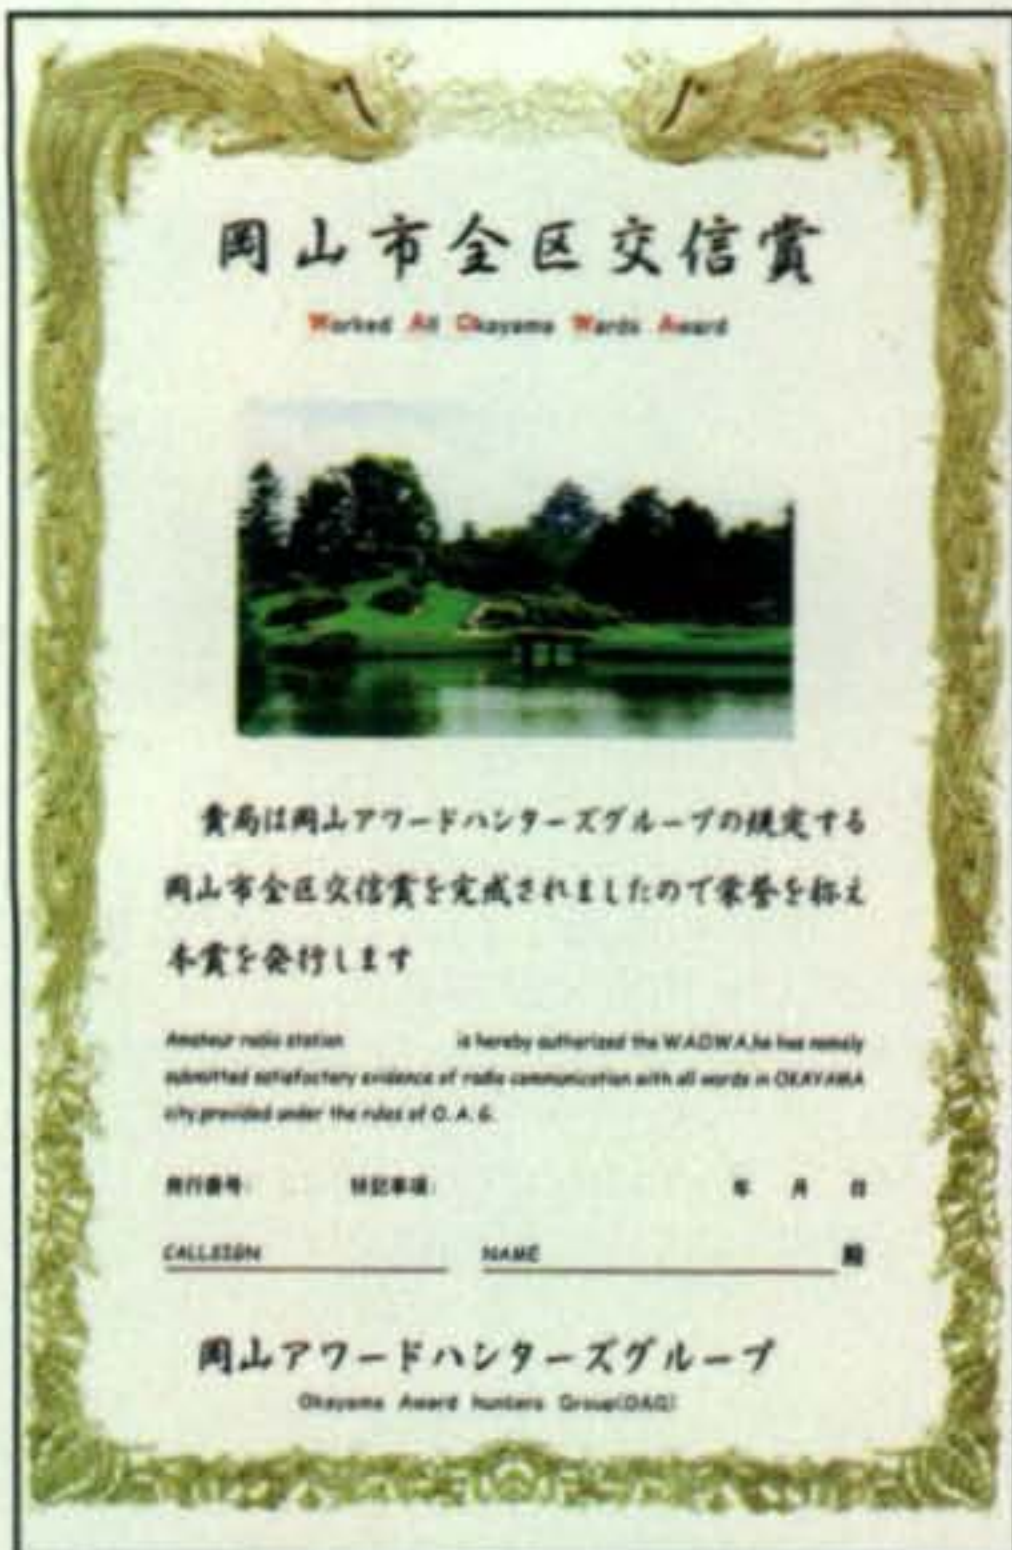 岡山市全区交信賞
Worked All Okayama Wards Award
貴局は岡山アワードハンターズグループの規定する
岡山市全区交信賞を完成されましたので栄誉を称え
本賞を発行します
Amateur radio station is hereby authorized the W.A.O.W.A.he has namely
submitted satisfactory evidence of radio communication with all wards in OKAYAMA
city provided under the rules of O.A.G.
発行番号: 特記事項: 年 月 日
CALLSIGN NAME 殿
岡山アワードハンターズグループ
Okayama Award hunters Group(OAG)